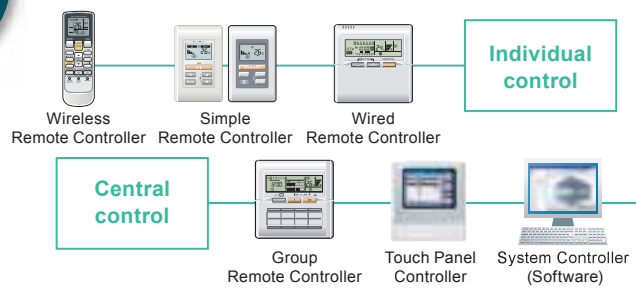 Individual
control
Wireless
Remote Controller
Simple
Remote Controller
Wired
Remote Controller
Central
control
Group
Remote Controller
Touch Panel
Controller
System Controller
(Software)